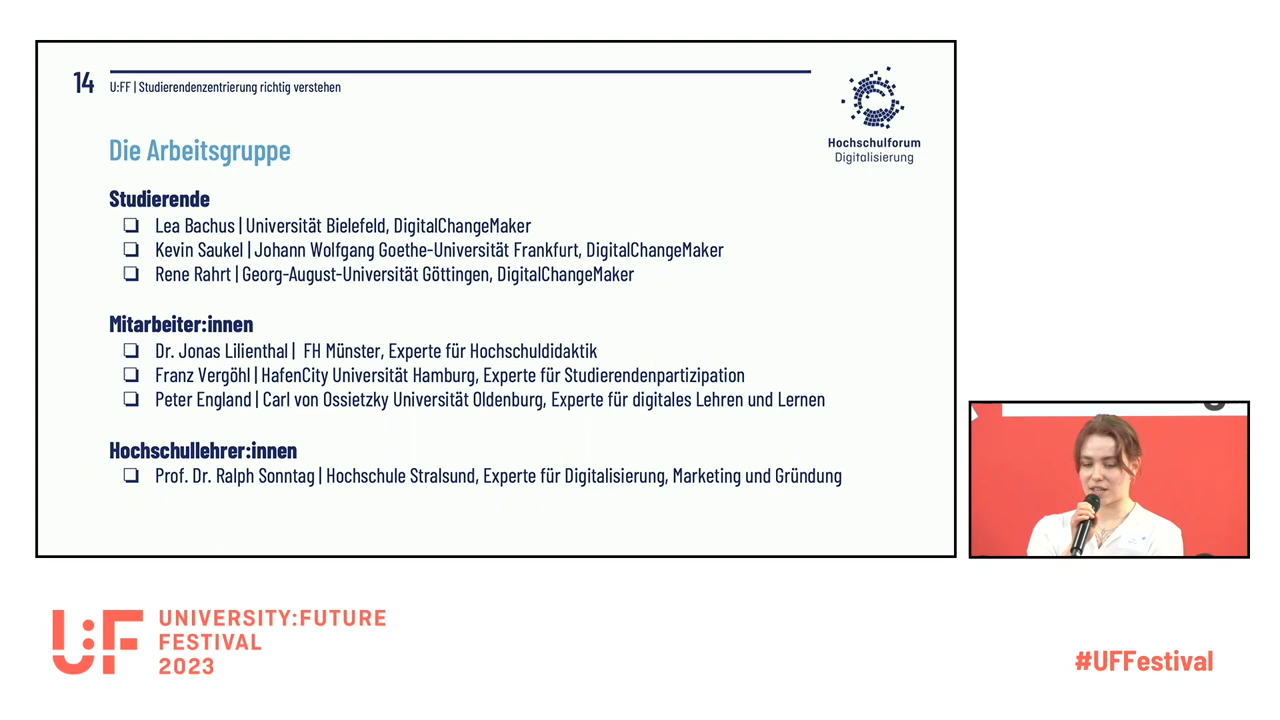 14
U:FF | Studierendenzentrierung richtig verstehen
Hochschulforum
Digitalisierung
Die Arbeitsgruppe
Studierende
❑ Lea Bachus | Universität Bielefeld, DigitalChangeMaker
❑ Kevin Saukel | Johann Wolfgang Goethe-Universität Frankfurt, DigitalChangeMaker
❑ Rene Rahrt | Georg-August-Universität Göttingen, DigitalChangeMaker
Mitarbeiter:innen
❑ Dr. Jonas Lilienthal | FH Münster, Experte für Hochschuldidaktik
❑ Franz Vergöhl | HafenCity Universität Hamburg, Experte für Studierendenpartizipation
❑ Peter England | Carl von Ossietzky Universität Oldenburg, Experte für digitales Lehren und Lernen
Hochschullehrer:innen
❑ Prof. Dr. Ralph Sonntag | Hochschule Stralsund, Experte für Digitalisierung, Marketing und Gründung
U:F
UNIVERSITY:FUTURE
FESTIVAL
2023
#UFFestival